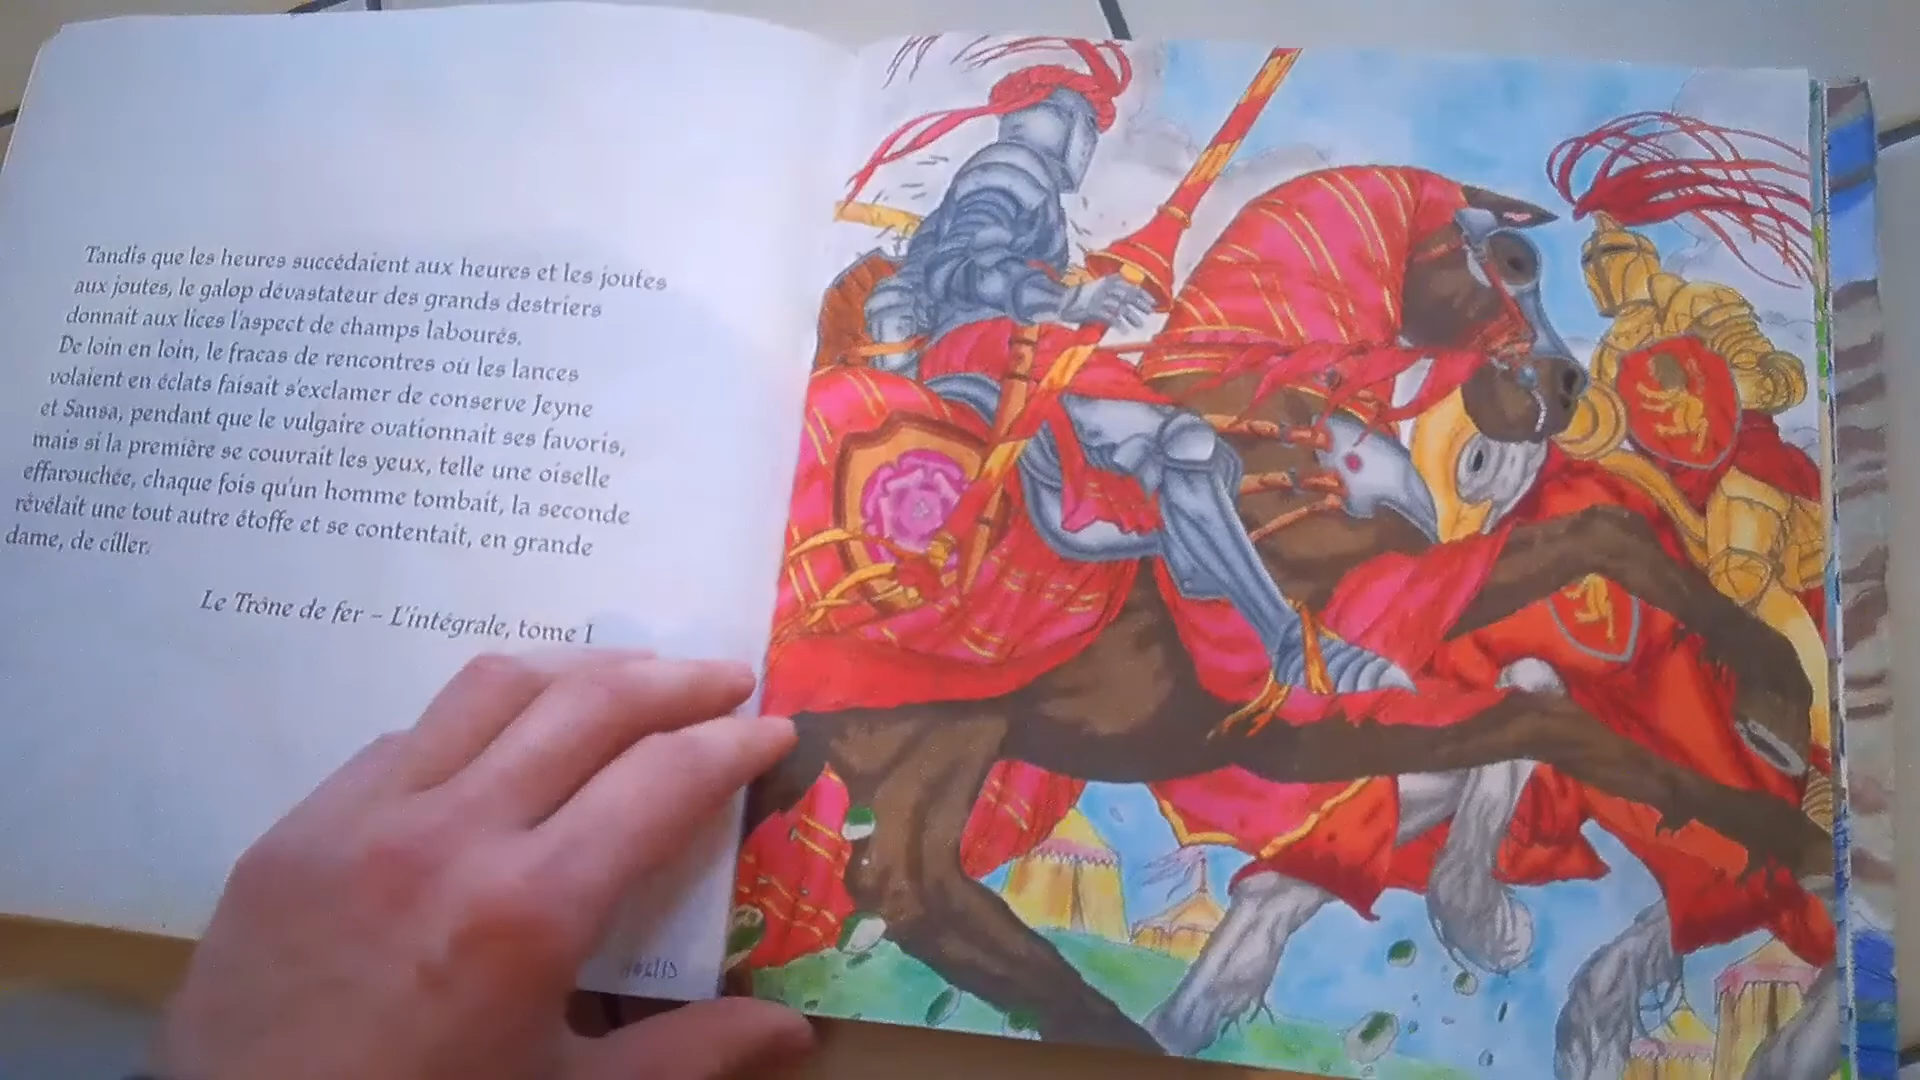 Tandis que les heures succédaient aux heures et les joutes
aux joutes, le galop dévastateur des grands destriers
donnait aux lices l'aspect de champs labourés.
De loin en loin, le fracas de rencontres où les lances
volaient en éclats faisait s'exclamer de conserve Jeyne
et Sansa, pendant que le vulgaire ovationnait ses favoris,
mais si la première se couvrait les yeux, telle une oiselle
effarouchée, chaque fois qu'un homme tombait, la seconde
révélait une tout autre étoffe et se contentait, en grande
dame, de ciller.
Le Trône de fer – L'intégrale, tome I